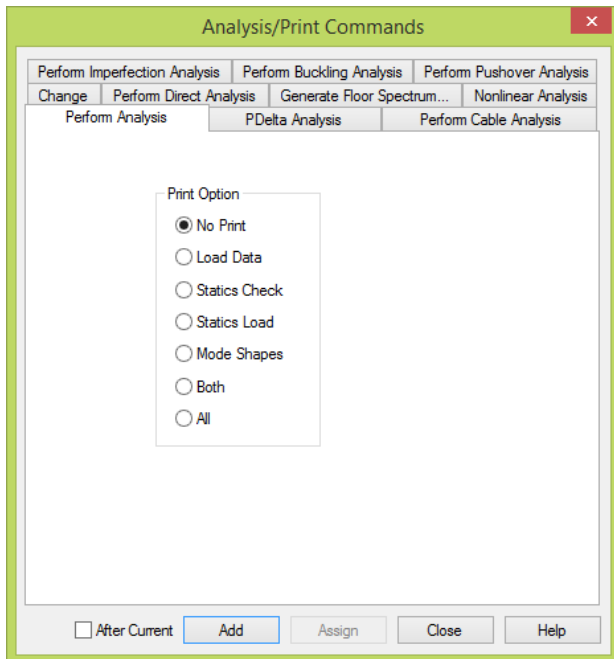 Analysis/Print Commands
Perform Imperfection Analysis Perform Buckling Analysis Perform Pushover Analysis
Change Perform Direct Analysis Generate Floor Spectrum... Nonlinear Analysis
Perform Analysis PDelta Analysis Perform Cable Analysis
Print Option
No Print
Load Data
Statics Check
Statics Load
Mode Shapes
Both
All
After Current Add Assign Close Help